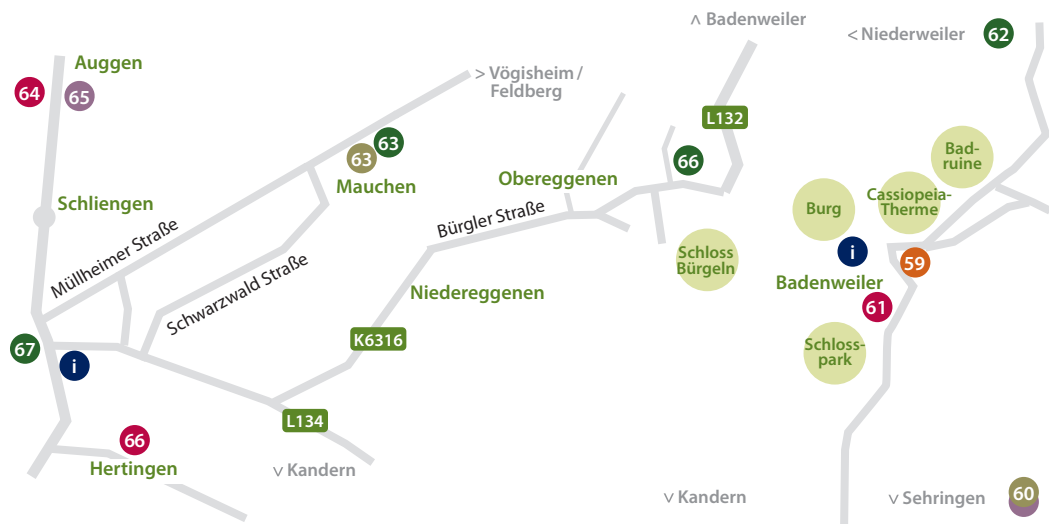 Auggen
64
65
> Vögisheim /
Feldberg
63
63
Mauchen
Schliengen
Müllheimer Straße
Schwarzwald Straße
67
i
66
Hertingen
L134
˅ Kandern
K6316
Niedereggenen
Bürgler Straße
Obereggenen
66
˄ Badenweiler
L132
Schloss
Bürgeln
˅ Kandern
< Niederweiler
62
Bad-
ruine
Cassiopeia-
Therme
Burg
i
59
Badenweiler
61
Schloss-
park
˅ Sehringen
60